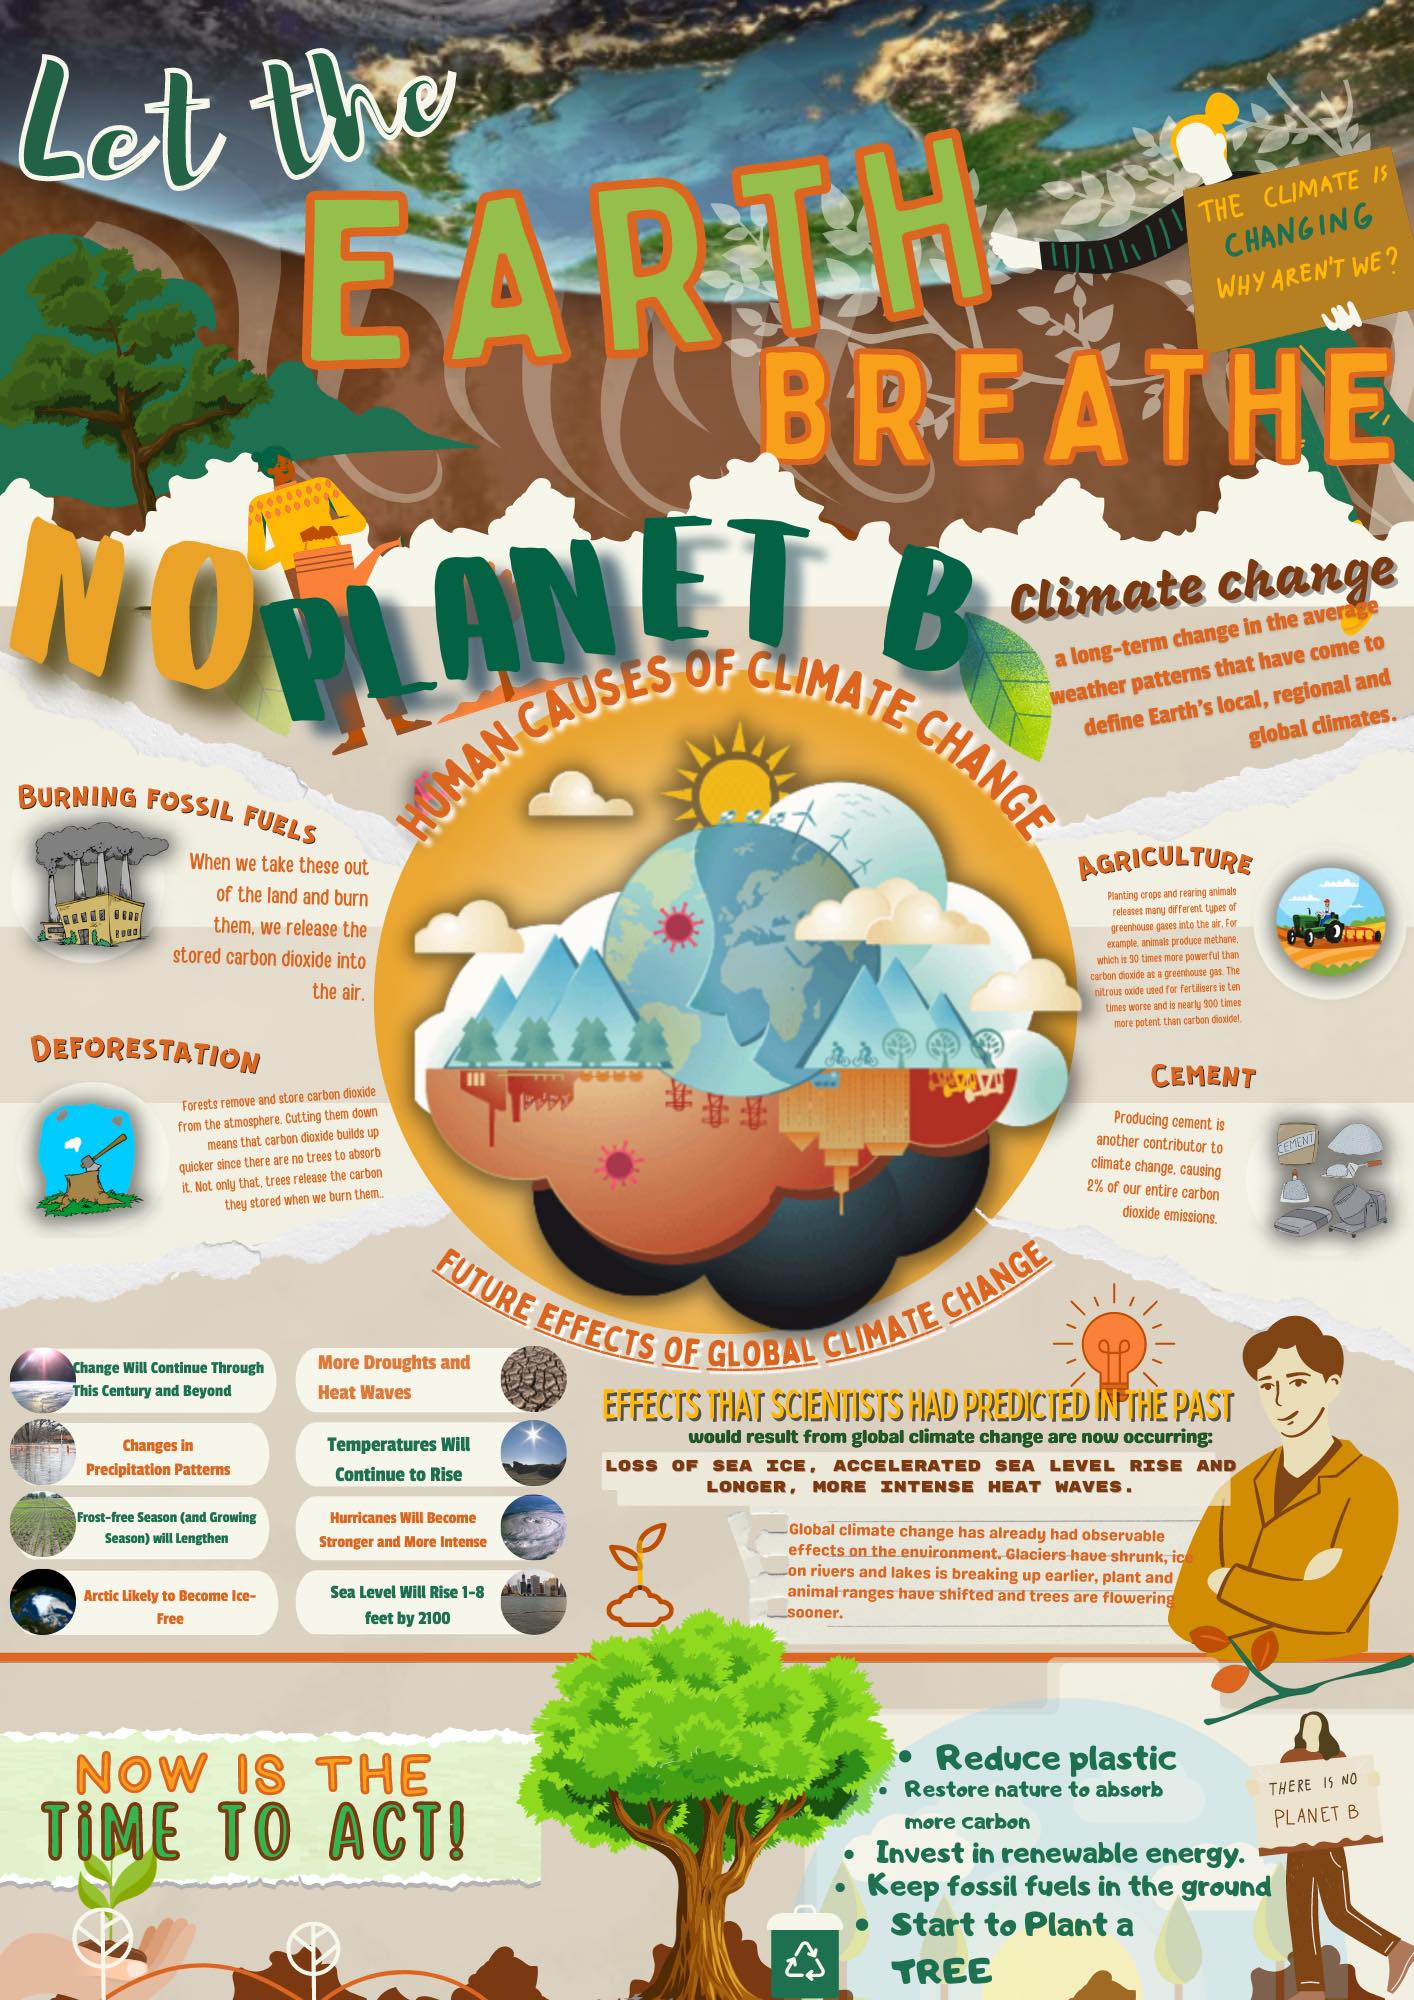 Let the
EARTH
BREATHE
THE CLIMATE IS
CHANGING
WHY AREN'T WE?
NO PLANET B
Climate change
a long-term change in the average
weather patterns that have come to
define Earth's local, regional and
global climates.
HUMAN CAUSES OF CLIMATE CHANGE
BURNING FOSSIL FUELS
When we take these out
of the land and burn
them, we release the
stored carbon dioxide into
the air.
DEFORESTATION
Forests remove and store carbon dioxide
from the atmosphere. Cutting them down
means that carbon dioxide builds up
quicker since there are no trees to absorb
it. Not only that, trees release the carbon
they stored when we burn them..
AGRICULTURE
Planting crops and rearing animals
releases many different types of
greenhouse gases into the air. For
example, animals produce methane,
which is 30 times more powerful than
carbon dioxide as a greenhouse gas. The
nitrous oxide used for fertilisers is ten
times worse and is nearly 300 times
more potent than carbon dioxide!.
CEMENT
Producing cement is
another contributor to
climate change, causing
2% of our entire carbon
dioxide emissions.
CEMENT
FUTURE EFFECTS OF GLOBAL CLIMATE CHANGE
Change Will Continue Through
This Century and Beyond
More Droughts and
Heat Waves
Changes in
Precipitation Patterns
Temperatures Will
Continue to Rise
Frost-free Season (and Growing
Season) will Lengthen
Hurricanes Will Become
Stronger and More Intense
Arctic Likely to Become Ice-
Free
Sea Level Will Rise 1-8
feet by 2100
EFFECTS THAT SCIENTISTS HAD PREDICTED IN THE PAST
would result from global climate change are now occurring:
LOSS OF SEA ICE, ACCELERATED SEA LEVEL RISE AND
LONGER, MORE INTENSE HEAT WAVES.
Global climate change has already had observable
effects on the environment. Glaciers have shrunk, ice
on rivers and lakes is breaking up earlier, plant and
animal ranges have shifted and trees are flowering
sooner.
NOW IS THE
TiME TO ACT!
• Reduce plastic
• Restore nature to absorb
more carbon
• Invest in renewable energy.
• Keep fossil fuels in the ground
• Start to Plant a
TREE
THERE IS NO
PLANET B